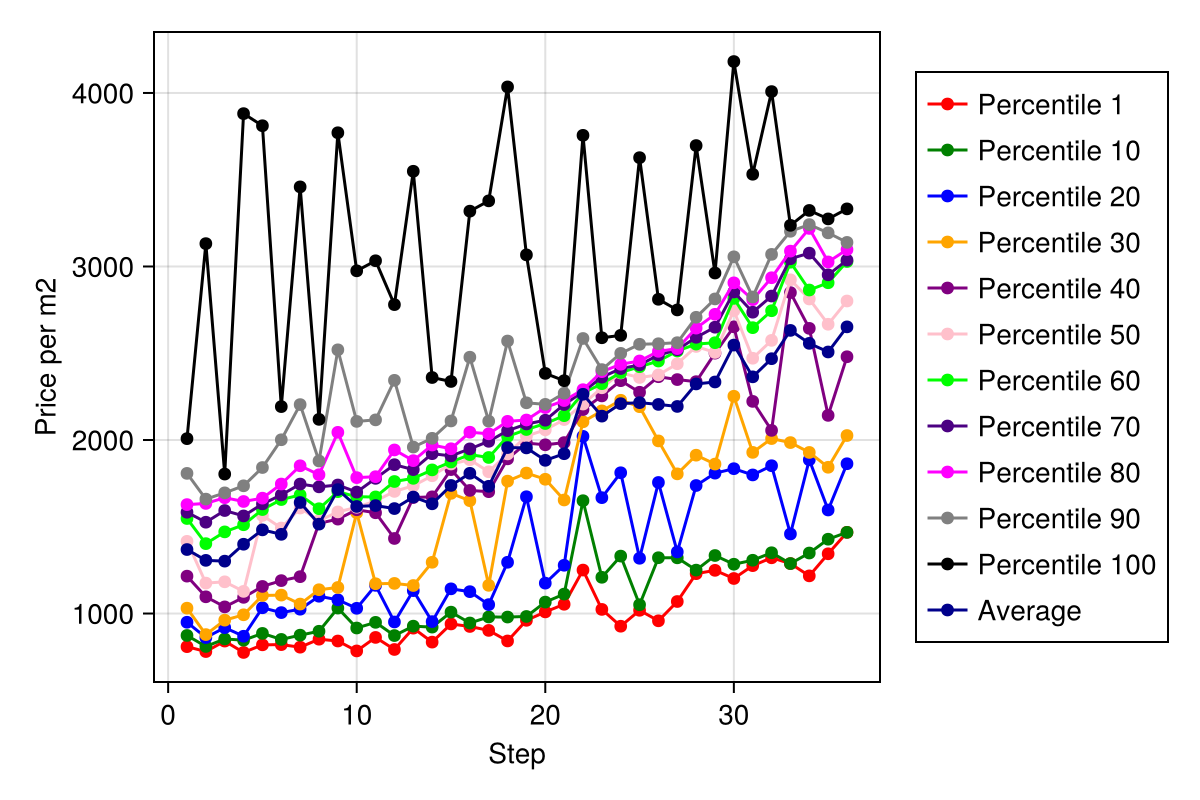 4000
3000
2000
1000
Price per m2
0 10 20 30
Step
Percentile 1
Percentile 10
Percentile 20
Percentile 30
Percentile 40
Percentile 50
Percentile 60
Percentile 70
Percentile 80
Percentile 90
Percentile 100
Average